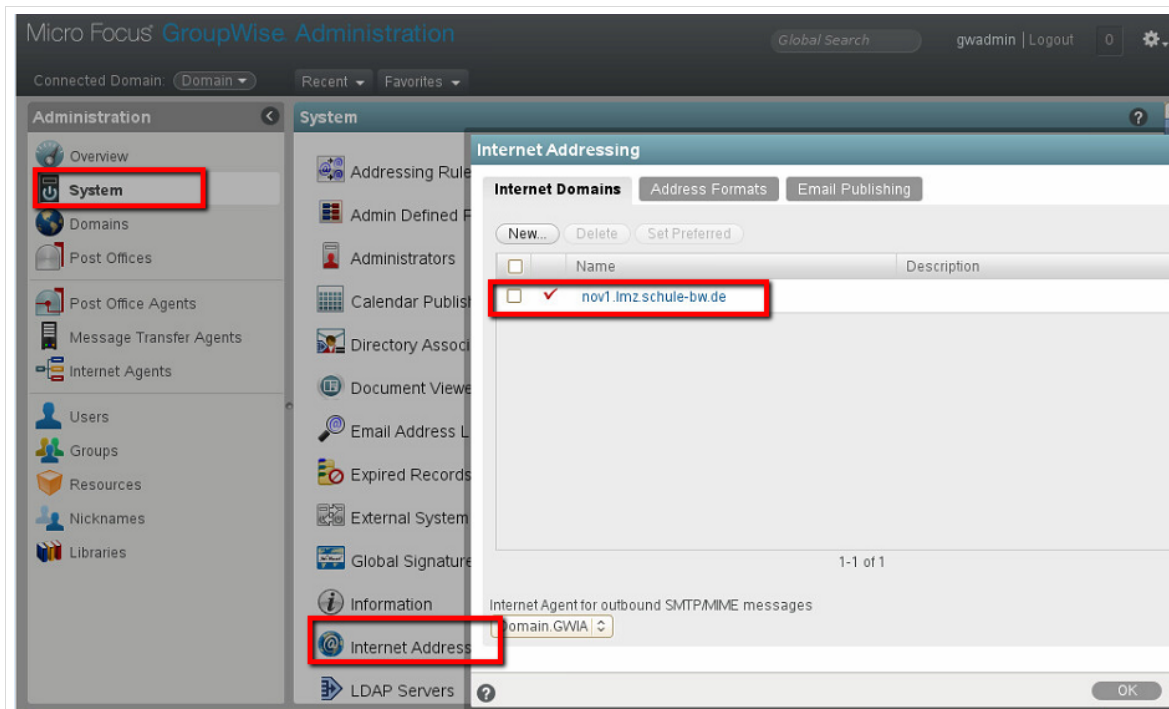 Micro Focus GroupWise Administration
Global Search
gwadmin | Logout
0
Connected Domain: Domain
Recent
Favorites
Administration
Overview
System
Domains
Post Offices
Post Office Agents
Message Transfer Agents
Internet Agents
Users
Groups
Resources
Nicknames
Libraries
System
?
Addressing Rule
Admin Defined F
Administrators
Calendar Publish
Directory Associ
Document Viewe
Email Address L
Expired Records
External System
Global Signature
Information
Internet Address
LDAP Servers
Internet Addressing
Internet Domains Address Formats Email Publishing
New... Delete Set Preferred
Name Description
nov1.lmz.schule-bw.de
1-1 of 1
Internet Agent for outbound SMTP/MIME messages
Domain.GWIA
?
OK